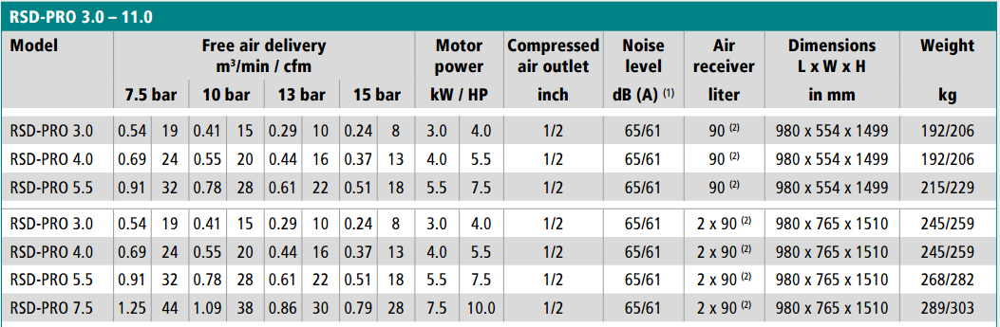 RSD-PRO 3.0 – 11.0
Model Free air delivery Motor Compressed Noise Air Dimensions Weight
m³/min / cfm power air outlet level receiver L x W x H
7.5 bar 10 bar 13 bar 15 bar kW / HP inch dB (A) (1) liter in mm kg
RSD-PRO 3.0 0.54 19 0.41 15 0.29 10 0.24 8 3.0 4.0 1/2 65/61 90 (2) 980 x 554 x 1499 192/206
RSD-PRO 4.0 0.69 24 0.55 20 0.44 16 0.37 13 4.0 5.5 1/2 65/61 90 (2) 980 x 554 x 1499 192/206
RSD-PRO 5.5 0.91 32 0.78 28 0.61 22 0.51 18 5.5 7.5 1/2 65/61 90 (2) 980 x 554 x 1499 215/229
RSD-PRO 3.0 0.54 19 0.41 15 0.29 10 0.24 8 3.0 4.0 1/2 65/61 2 x 90 (2) 980 x 765 x 1510 245/259
RSD-PRO 4.0 0.69 24 0.55 20 0.44 16 0.37 13 4.0 5.5 1/2 65/61 2 x 90 (2) 980 x 765 x 1510 245/259
RSD-PRO 5.5 0.91 32 0.78 28 0.61 22 0.51 18 5.5 7.5 1/2 65/61 2 x 90 (2) 980 x 765 x 1510 268/282
RSD-PRO 7.5 1.25 44 1.09 38 0.86 30 0.79 28 7.5 10.0 1/2 65/61 2 x 90 (2) 980 x 765 x 1510 289/303